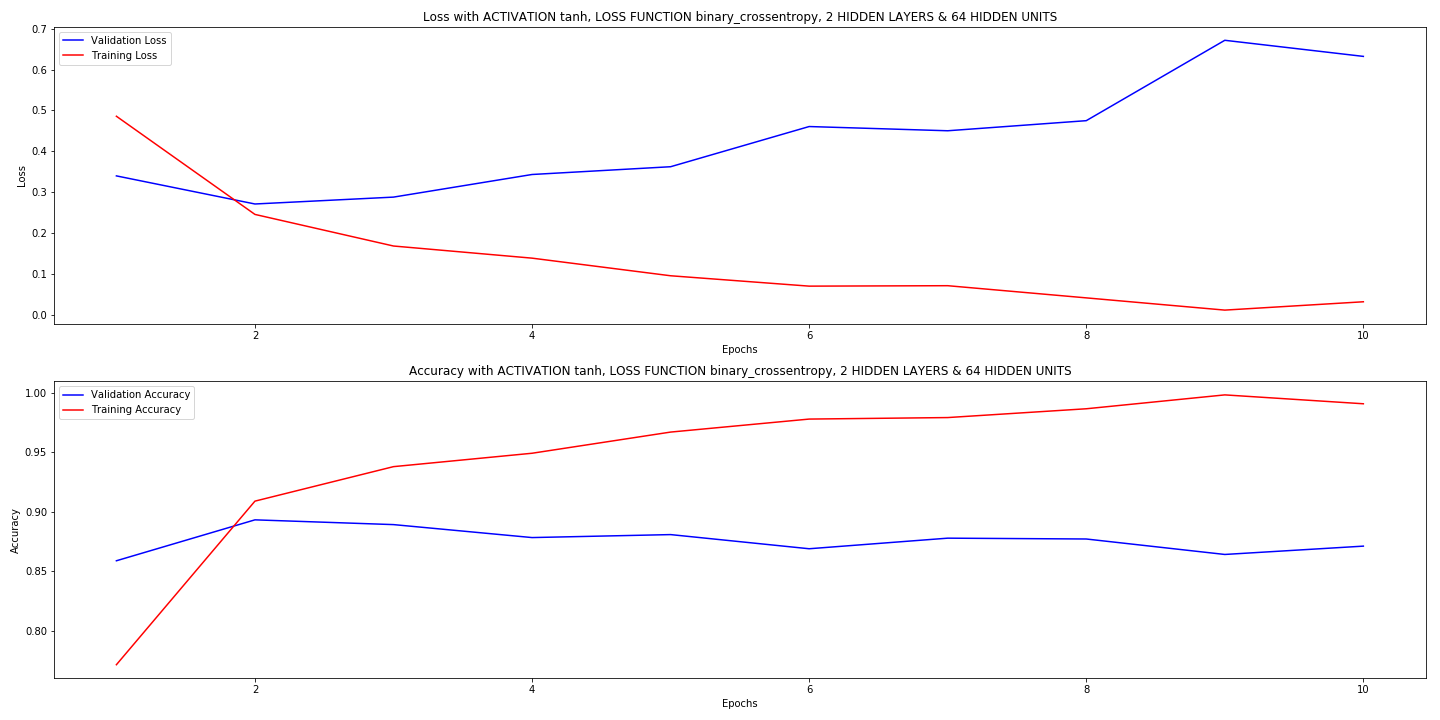 Loss with ACTIVATION tanh, LOSS FUNCTION binary_crossentropy, 2 HIDDEN LAYERS & 64 HIDDEN UNITS
Validation Loss
Training Loss
0.7
0.6
0.5
0.4
0.3
0.2
0.1
0.0
Loss
2
4
6
8
10
Epochs
Accuracy with ACTIVATION tanh, LOSS FUNCTION binary_crossentropy, 2 HIDDEN LAYERS & 64 HIDDEN UNITS
Validation Accuracy
Training Accuracy
1.00
0.95
0.90
0.85
0.80
Accuracy
2
4
6
8
10
Epochs